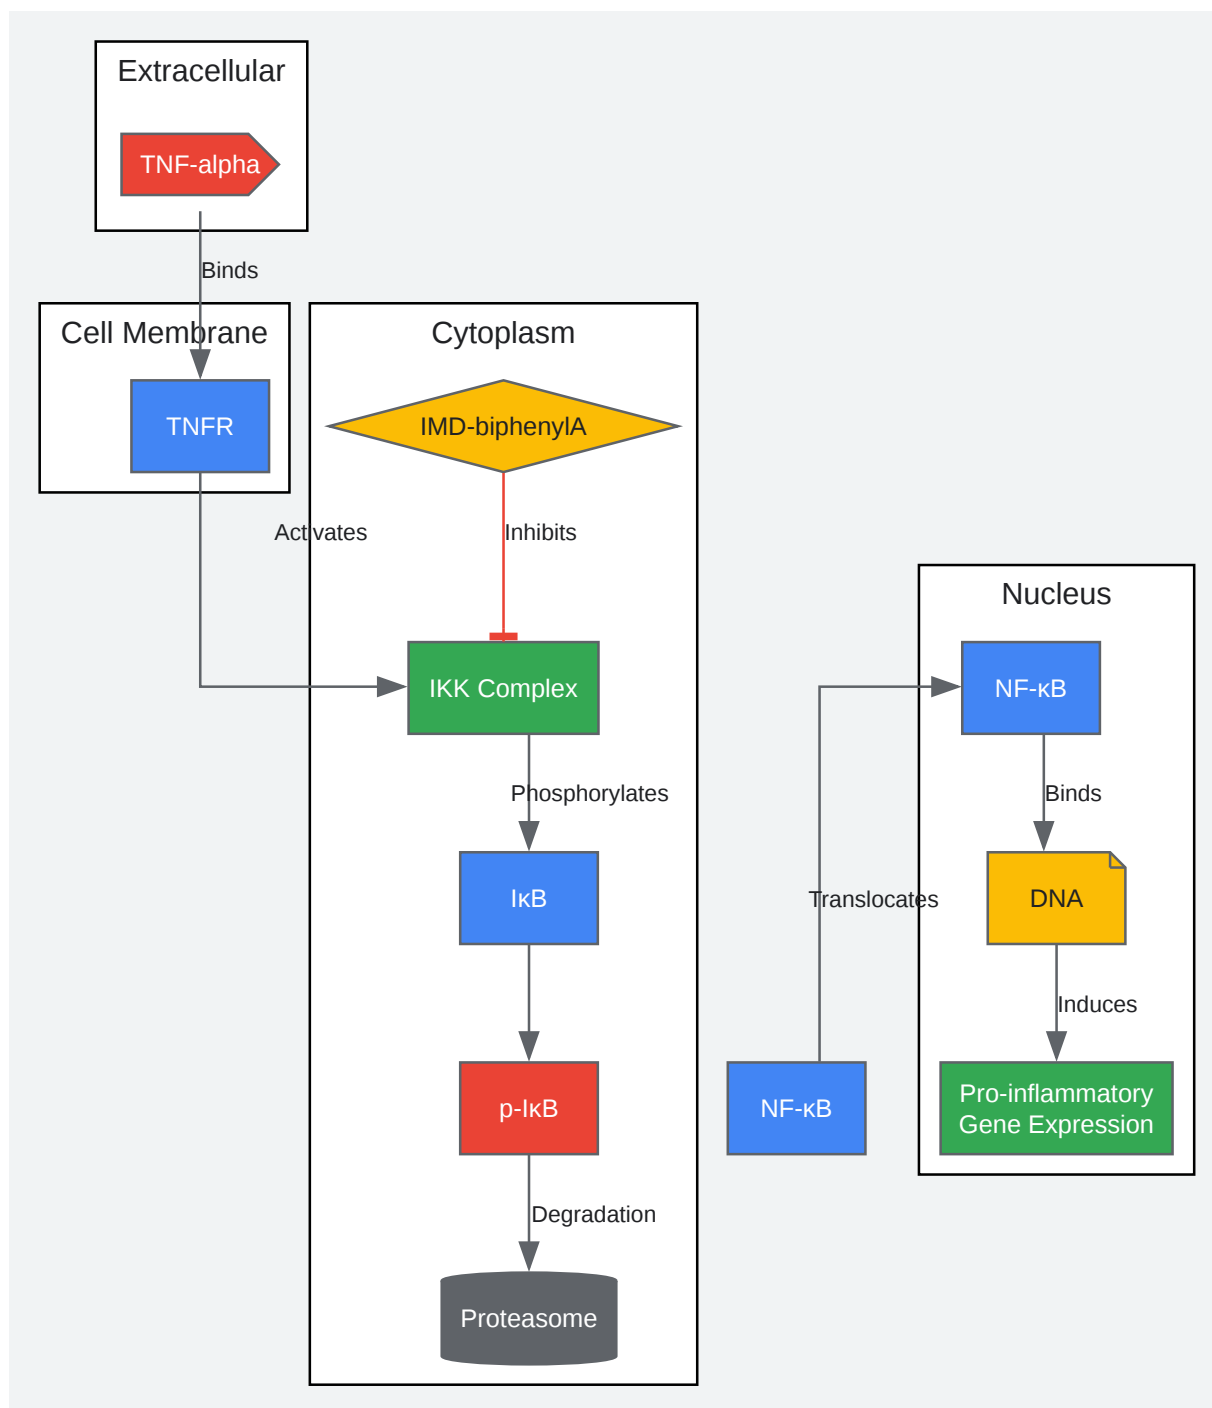 Extracellular
TNF-alpha
Binds
Cell Membrane
TNFR
Activates
Cytoplasm
IMD-biphenylA
Inhibits
IKK Complex
Phosphorylates
IκB
p-IκB
Degradation
Proteasome
NF-κB
Translocates
Nucleus
NF-κB
Binds
DNA
Induces
Pro-inflammatory
Gene Expression